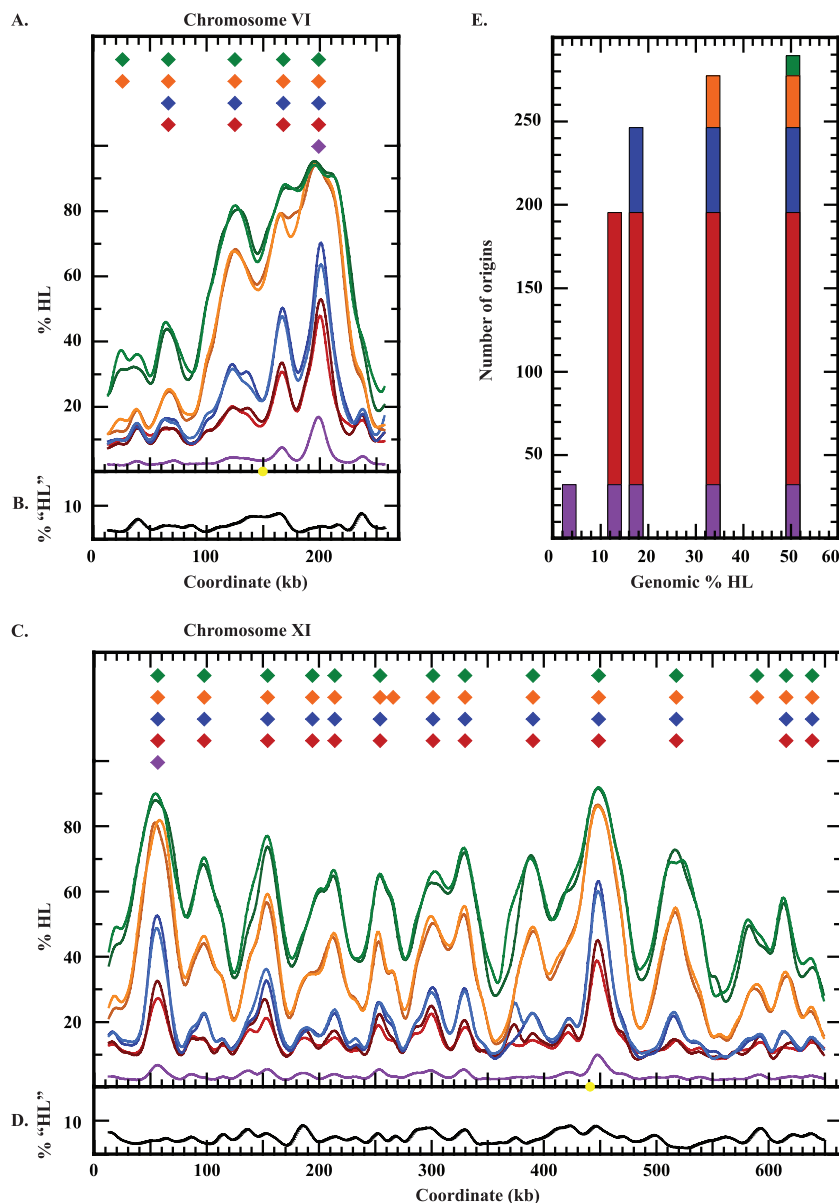 A.
Chromosome VI
E.
80
60
40
20
% HL
B.
10
% “HL”
0
100
200
Coordinate (kb)
250
200
150
100
50
0
Number of origins
0
10
20
30
40
50
60
Genomic % HL
C.
Chromosome XI
80
60
40
20
% HL
D.
10
% “HL”
0
100
200
300
400
500
600
Coordinate (kb)